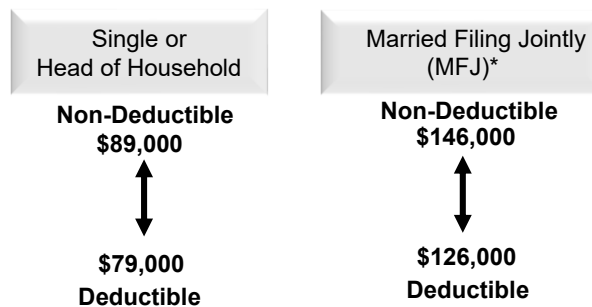 Single or
Head of Household
Non-Deductible
$89,000
$79,000
Deductible
Married Filing Jointly
(MFJ)*
Non-Deductible
$146,000
$126,000
Deductible